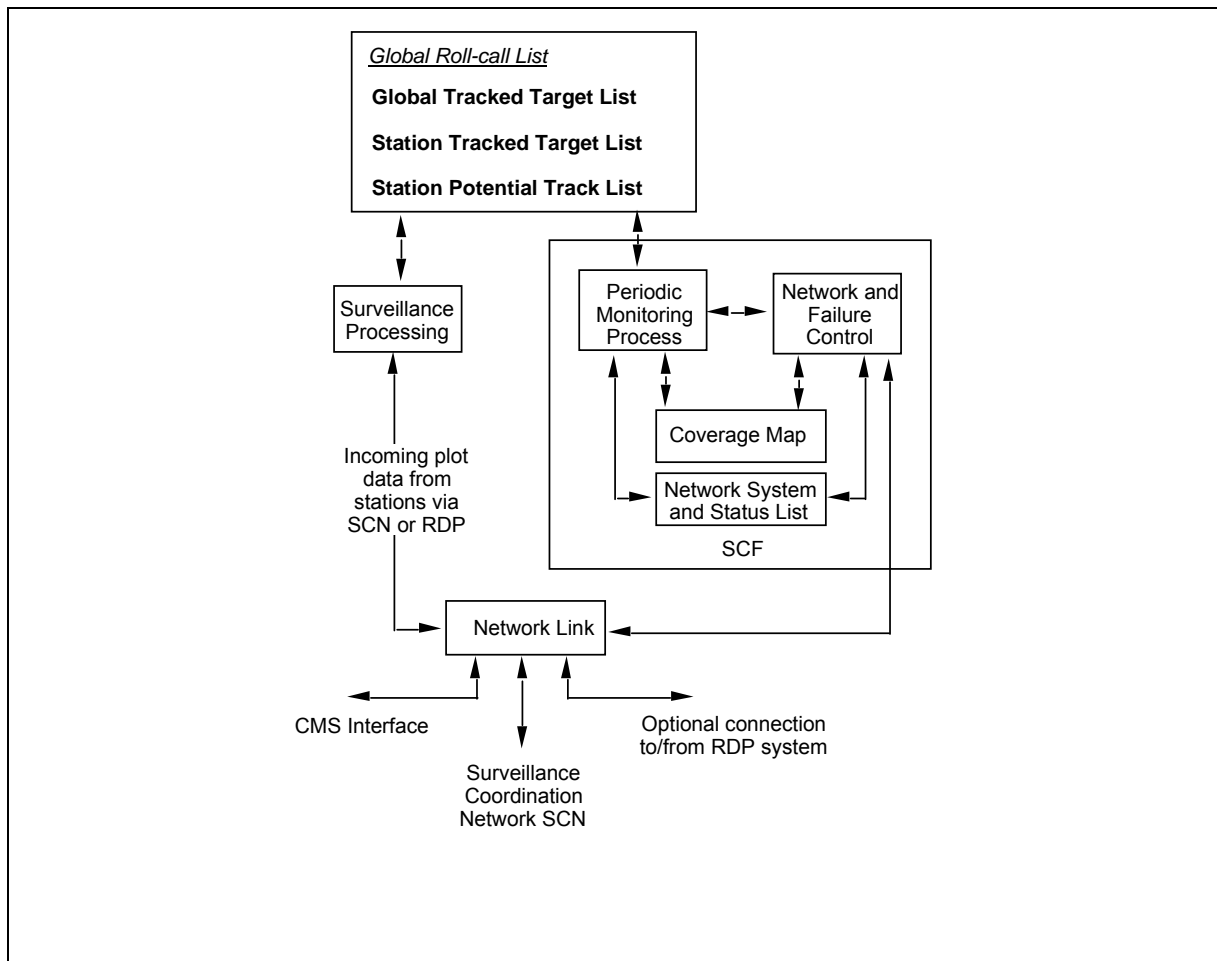 Global Roll-call List
Global Tracked Target List
Station Tracked Target List
Station Potential Track List
Surveillance
Processing
Periodic
Monitoring
Process
Network and
Failure
Control
Coverage Map
Network System
and Status List
SCF
Incoming plot
data from
stations via
SCN or RDP
Network Link
CMS Interface
Optional connection
to/from RDP system
Surveillance
Coordination
Network SCN